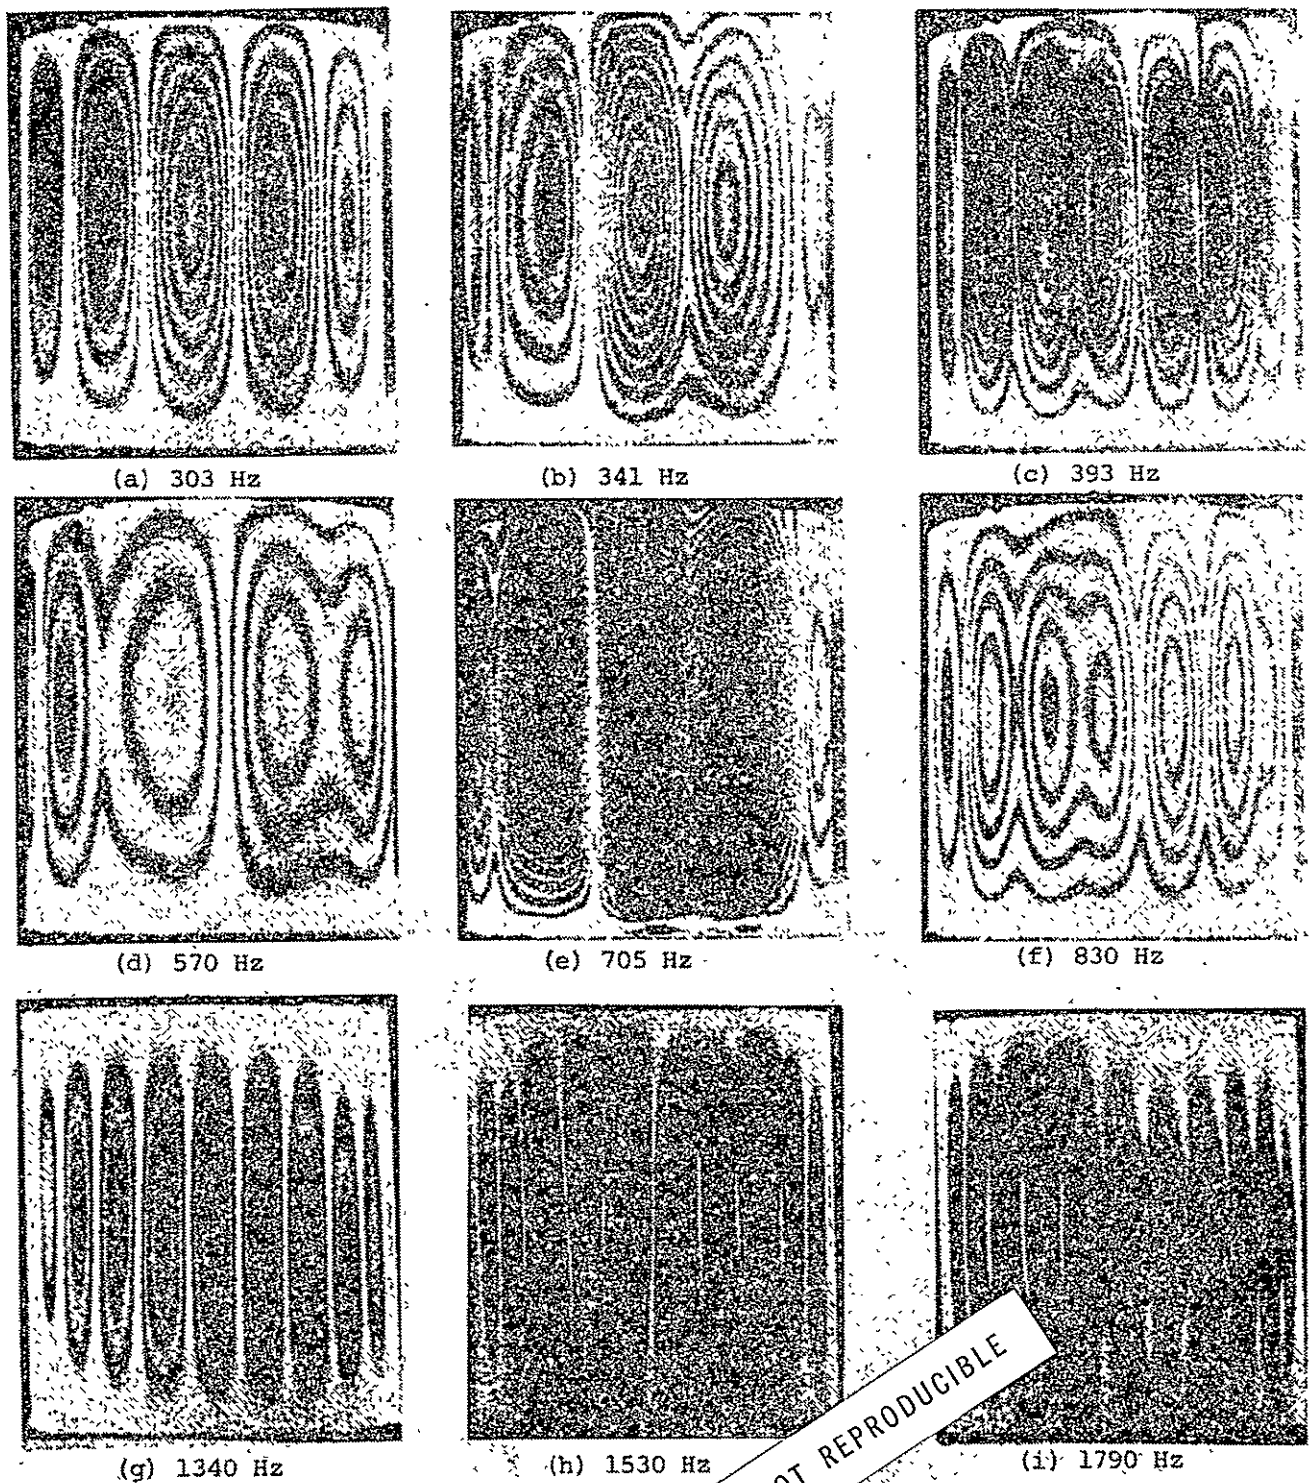 (a) 303 Hz
(b) 341 Hz
(c) 393 Hz
(d) 570 Hz
(e) 705 Hz
(f) 830 Hz
(g) 1340 Hz
(h) 1530 Hz
(i) 1790 Hz
REPRODUCIBLE